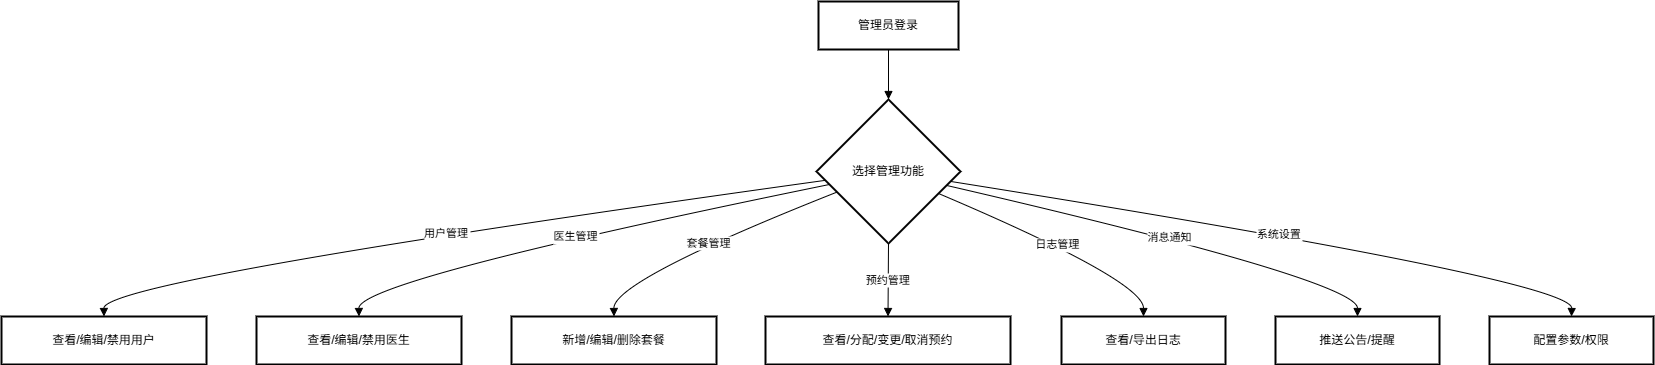 管理员登录
选择管理功能
用户管理
医生管理
套餐管理
预约管理
日志管理
消息通知
系统设置
查看/编辑/禁用用户
查看/编辑/禁用医生
新增/编辑/删除套餐
查看/分配/变更/取消预约
查看/导出日志
推送公告/提醒
配置参数/权限